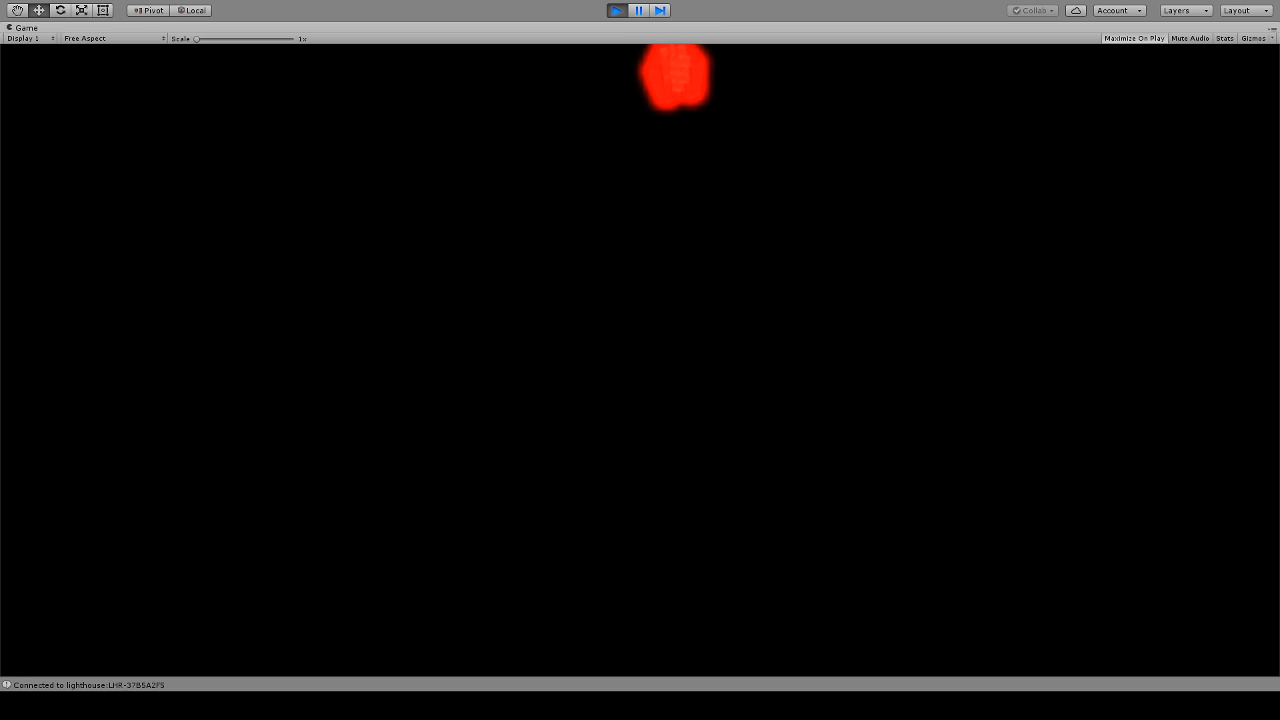 Pivot Local Collab Account Layers Layout
Game
Display 1 Free Aspect Scale 1x Maximize On Play Mute Audio Stats Gizmos
Connected to lighthouse:LHR-37B5A2F5